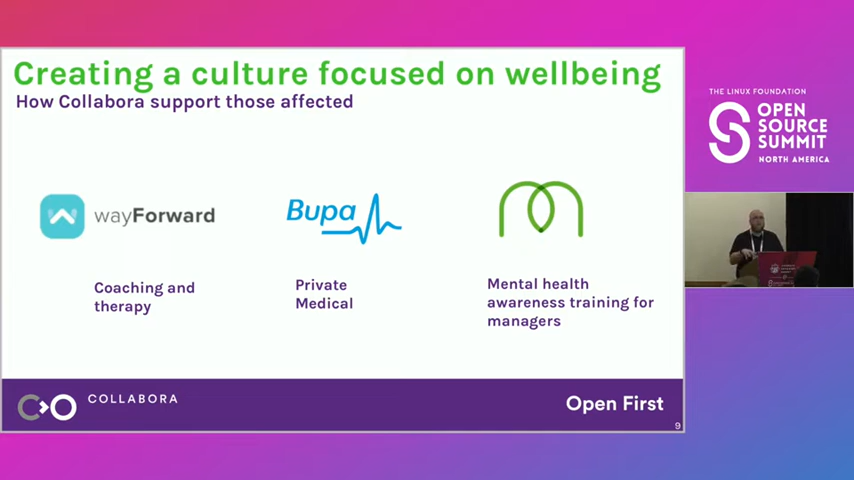 Creating a culture focused on wellbeing
How Collabora support those affected
wayForward
Bupa
Coaching and
therapy
Private
Medical
Mental health
awareness training for
managers
COLLABORA
Open First
9
THE LINUX FOUNDATION
OPEN
SOURCE
SUMMIT
NORTH AMERICA